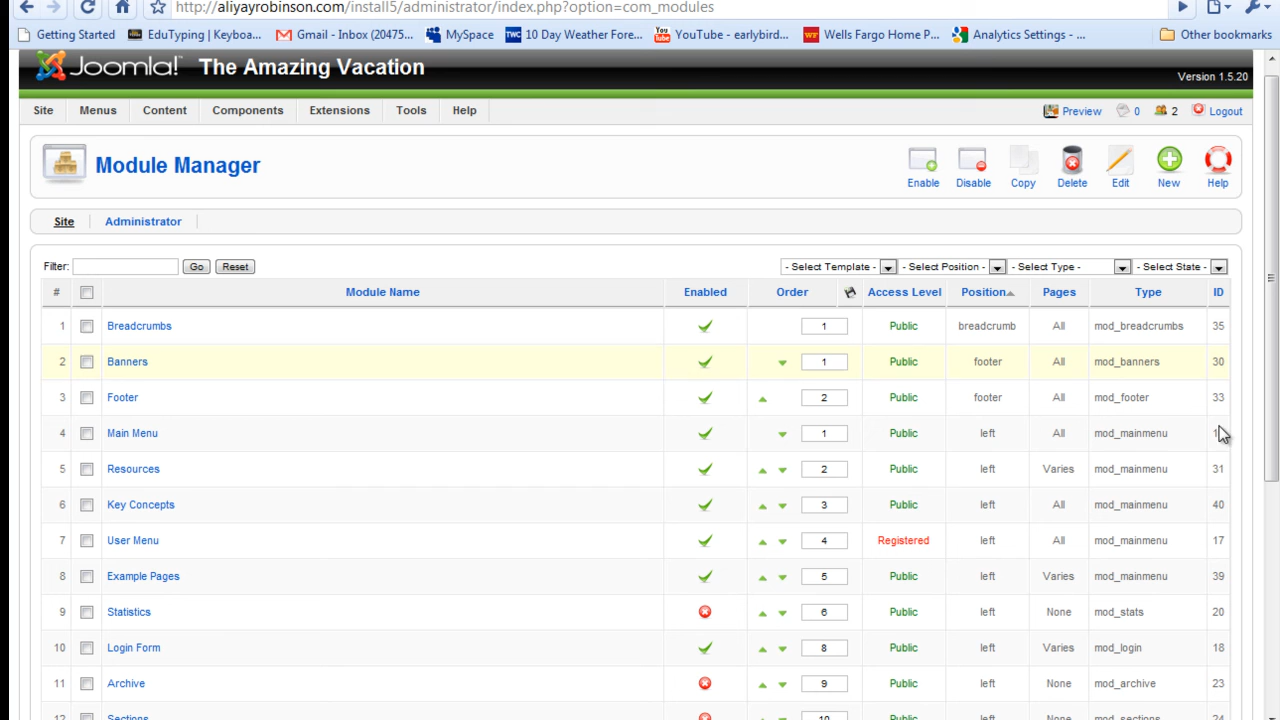 http://aliyayrobinson.com/install5/administrator/index.php?option=com_modules
Getting Started EduTyping | Keyboa... Gmail - Inbox (20475... MySpace 10 Day Weather Fore... YouTube - earlybird... Wells Fargo Home P... Analytics Settings - ... Other bookmarks
Joomla! The Amazing Vacation
Version 1.5.20
Site Menus Content Components Extensions Tools Help Preview 0 2 Logout
Module Manager
Enable Disable Copy Delete Edit New Help
Site Administrator
Filter: Go Reset - Select Template - - Select Position - - Select Type - - Select State -
# Module Name Enabled Order Access Level Position Pages Type ID
1 Breadcrumbs 1 Public breadcrumb All mod_breadcrumbs 35
2 Banners 1 Public footer All mod_banners 30
3 Footer 2 Public footer All mod_footer 33
4 Main Menu 1 Public left All mod_mainmenu
5 Resources 2 Public left Varies mod_mainmenu 31
6 Key Concepts 3 Public left All mod_mainmenu 40
7 User Menu 4 Registered left All mod_mainmenu 17
8 Example Pages 5 Public left Varies mod_mainmenu 39
9 Statistics 6 Public left None mod_stats 20
10 Login Form 8 Public left Varies mod_login 18
11 Archive 9 Public left None mod_archive 23
12 Sections 10 Public left None mod_sections 24